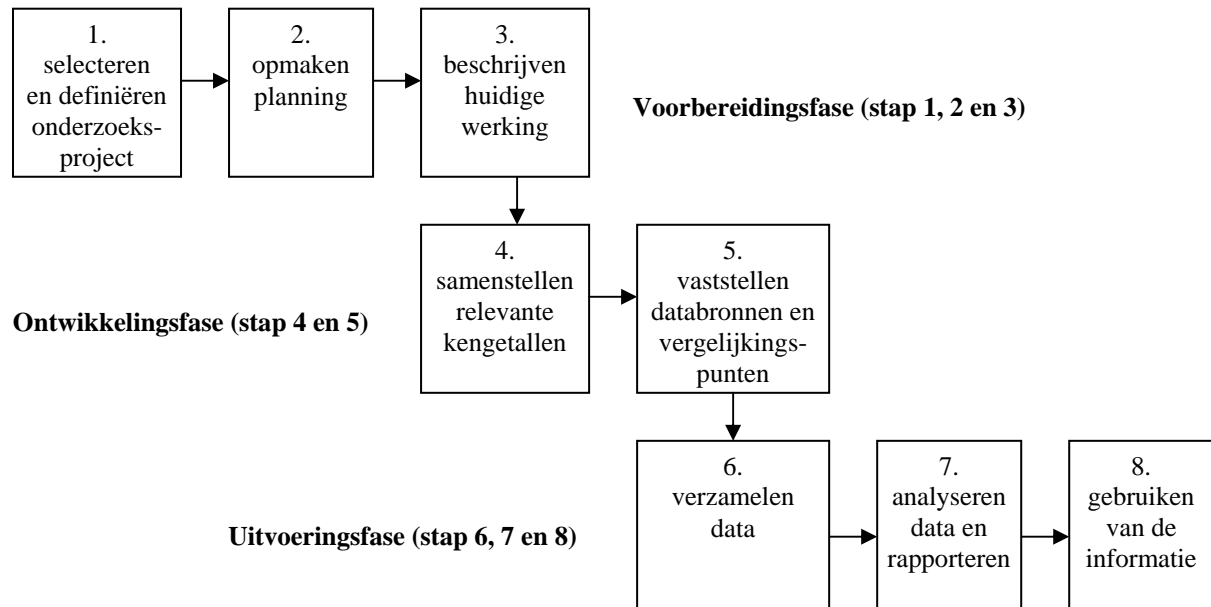 1.
selecteren
en definiëren
onderzoeks-
project
2.
opmaken
planning
3.
beschrijven
huidige
werking
Voorbereidingsfase (stap 1, 2 en 3)
4.
samenstellen
relevante
kengetallen
5.
vaststellen
databronnen en
vergelijkings-
punten
Ontwikkelingsfase (stap 4 en 5)
6.
verzamelen
data
7.
analyseren
data en
rapporteren
8.
gebruiken
van de
informatie
Uitvoeringsfase (stap 6, 7 en 8)